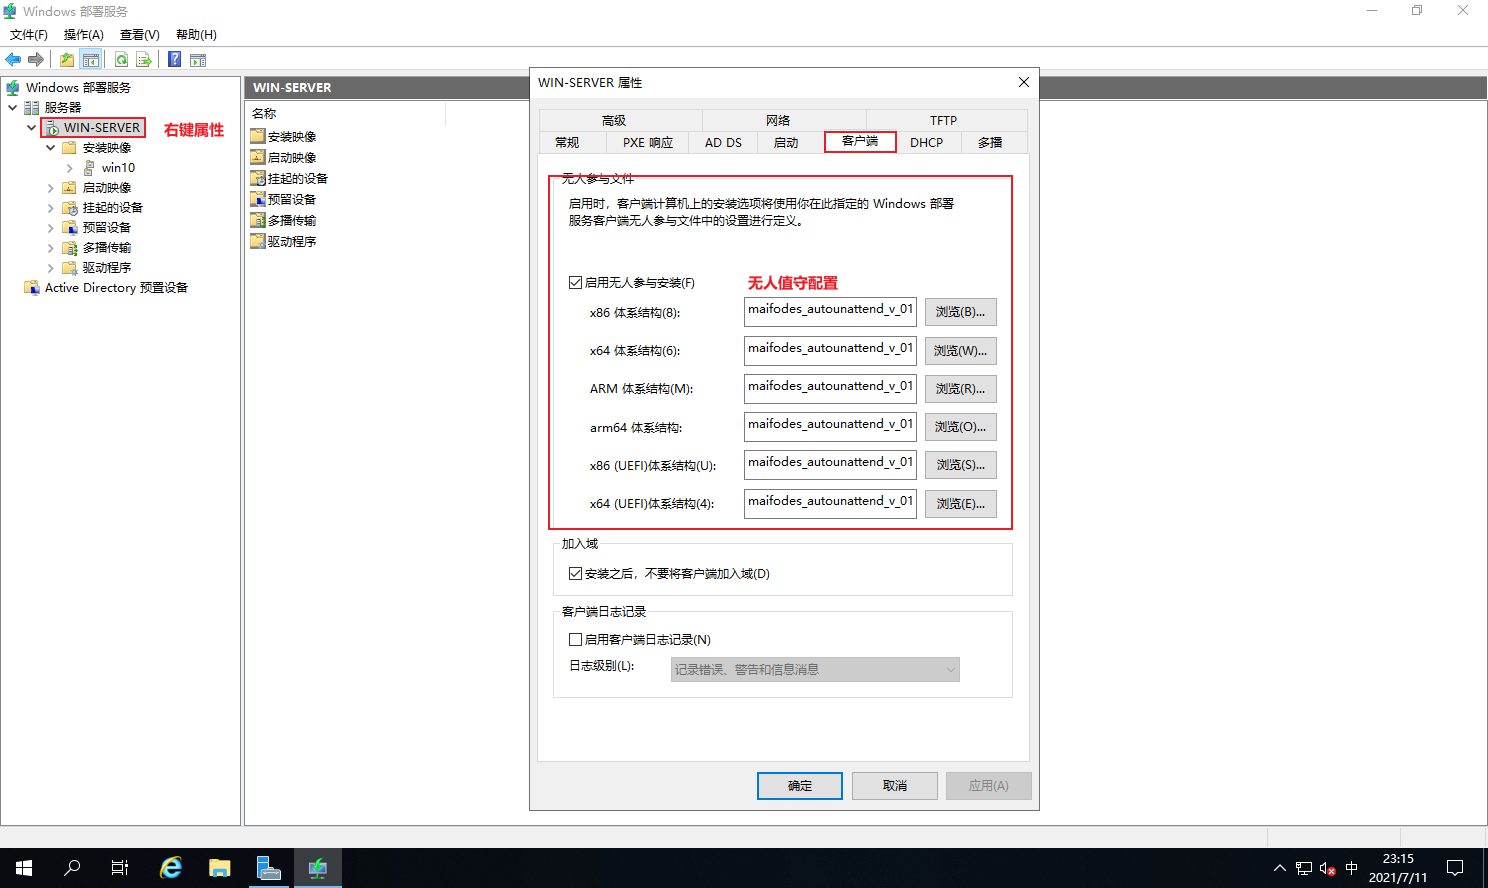 Windows 部署服务
文件(F) 操作(A) 查看(V) 帮助(H)
Windows 部署服务
服务器
WIN-SERVER
右键属性
安装映像
win10
启动映像
挂起的设备
预留设备
多播传输
驱动程序
Active Directory 预置设备
WIN-SERVER
名称
安装映像
启动映像
挂起的设备
预留设备
多播传输
驱动程序
WIN-SERVER 属性
高级 网络 TFTP
常规 PXE 响应 AD DS 启动 客户端 DHCP 多播
无人参与文件
启用时，客户端计算机上的安装选项将使用你在此指定的 Windows 部署
服务客户端无人参与文件中的设置进行定义。
启用无人参与安装(F)
无人值守配置
x86 体系结构(8): maifodes_autounattend_v_01 浏览(B)...
x64 体系结构(6): maifodes_autounattend_v_01 浏览(W)...
ARM 体系结构(M): maifodes_autounattend_v_01 浏览(R)...
arm64 体系结构: maifodes_autounattend_v_01 浏览(O)...
x86 (UEFI)体系结构(U): maifodes_autounattend_v_01 浏览(S)...
x64 (UEFI)体系结构(4): maifodes_autounattend_v_01 浏览(E)...
加入域
安装之后，不要将客户端加入域(D)
客户端日志记录
启用客户端日志记录(N)
日志级别(L): 记录错误、警告和信息消息
确定 取消 应用(A)
中
23:15
2021/7/11